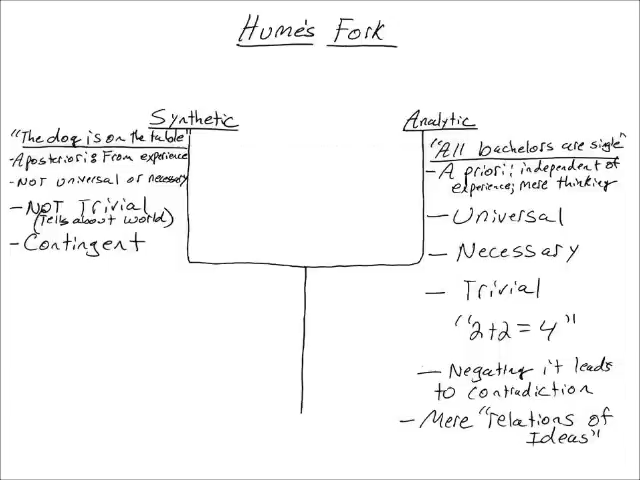 Hume's Fork
Synthetic
"The dog is on the table"
- A posteriori: From experience
- NOT universal or necessary
- NOT Trivial
(Tells about world)
- Contingent
Analytic
"All bachelors are single"
- A priori: independent of
experience; mere thinking
- Universal
- Necessary
- Trivial
"2+2=4"
- Negating it leads
to contradiction
- Mere "relations of
Ideas"